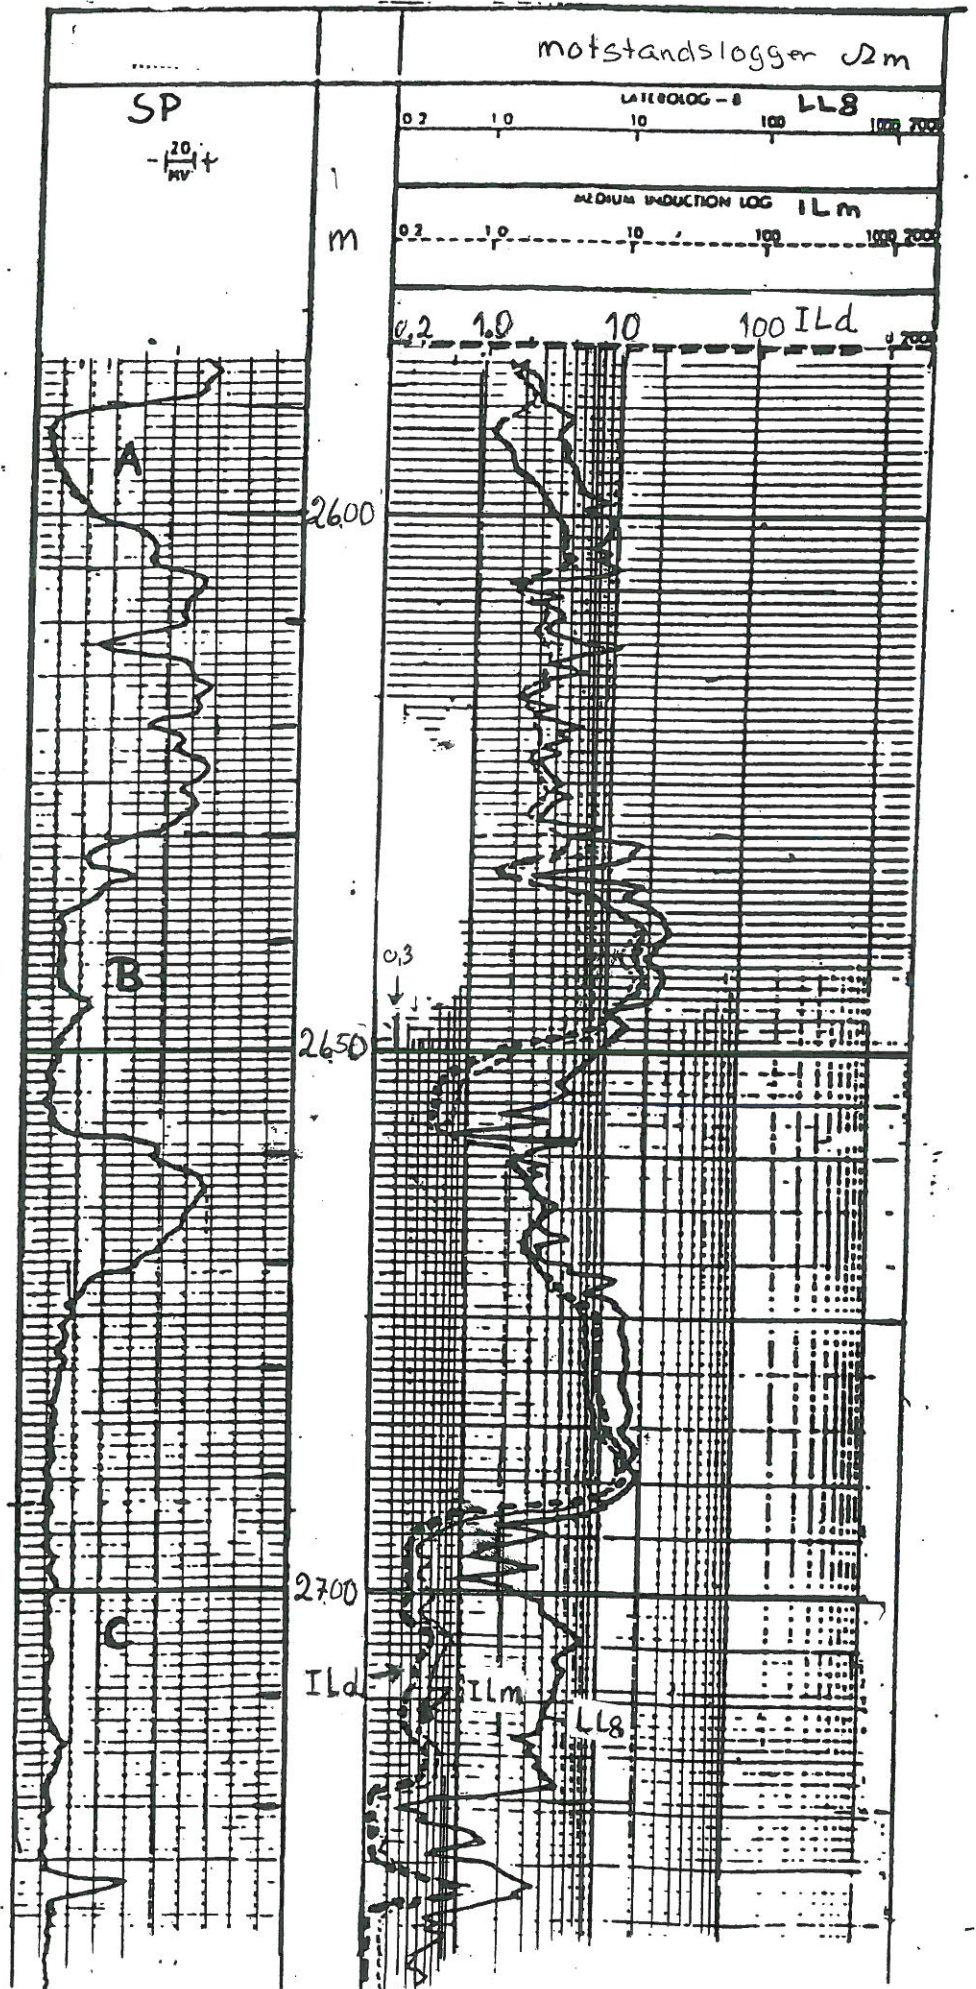 motstandslogger Ωm
SP
LATEROLOG - 8 LL8
0.2 1.0 10 100 1000 2000
- 20 +
MV
m
MEDIUM INDUCTION LOG ILm
0.2 1.0 10 100 1000 2000
0,2 1.0 10 100 ILd 2000
A
2600
B
0,3
2650
2700
C
ILd ILm
LL8